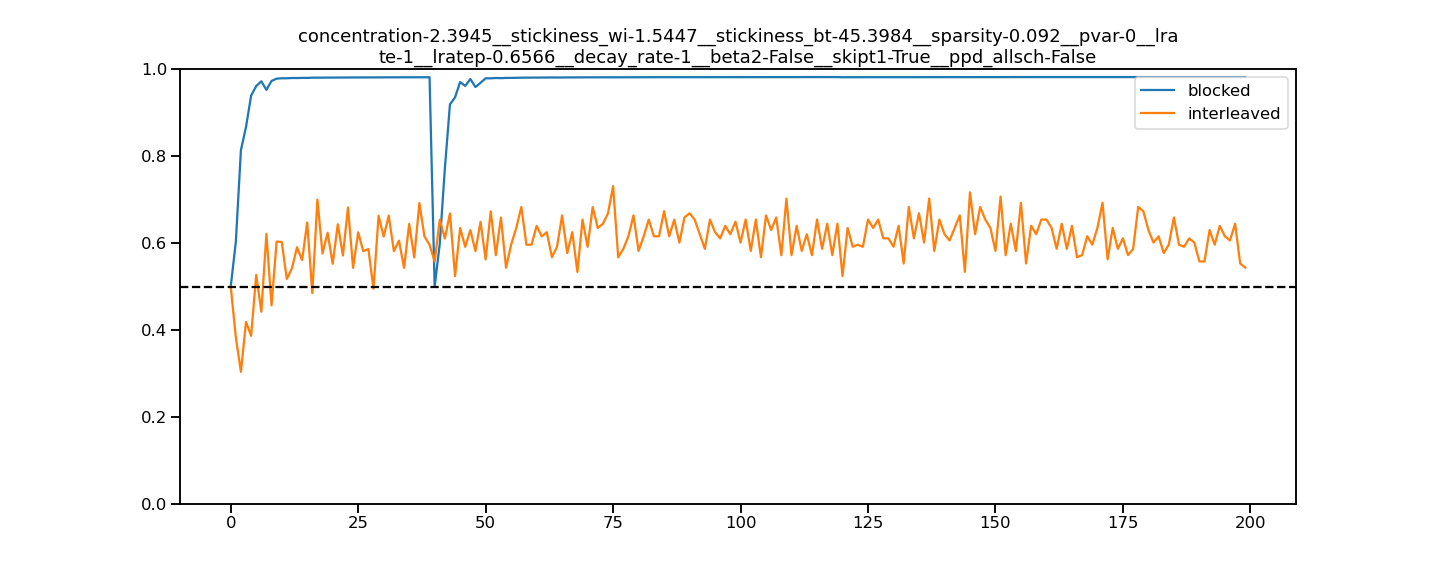 concentration-2.3945__stickiness_wi-1.5447__stickiness_bt-45.3984__sparsity-0.092__pvar-0__lra
te-1__lratep-0.6566__decay_rate-1__beta2-False__skipt1-True__ppd_allsch-False
1.0
blocked
interleaved
0.8
0.6
0.4
0.2
0.0
0 25 50 75 100 125 150 175 200